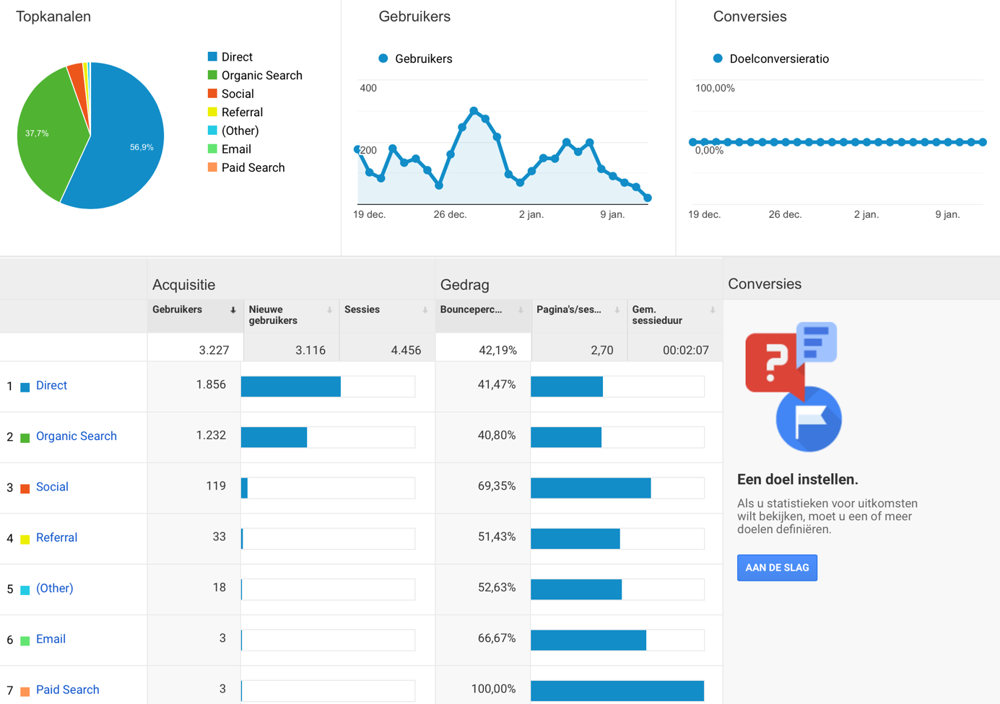 Topkanalen
Direct
Organic Search
Social
Referral
(Other)
Email
Paid Search
37,7%
56,9%
Gebruikers
Gebruikers
400
200
19 dec.
26 dec.
2 jan.
9 jan.
Conversies
Doelconversieratio
100,00%
0,00%
19 dec.
26 dec.
2 jan.
9 jan.
Acquisitie
Gedrag
Conversies
Gebruikers
Nieuwe
gebruikers
Sessies
Bounceperc...
Pagina's/ses...
Gem.
sessieduur
3.227
3.116
4.456
42,19%
2,70
00:02:07
1 Direct 1.856 41,47%
2 Organic Search 1.232 40,80%
3 Social 119 69,35%
4 Referral 33 51,43%
5 (Other) 18 52,63%
6 Email 3 66,67%
7 Paid Search 3 100,00%
?
Een doel instellen.
Als u statistieken voor uitkomsten
wilt bekijken, moet u een of meer
doelen definiëren.
AAN DE SLAG